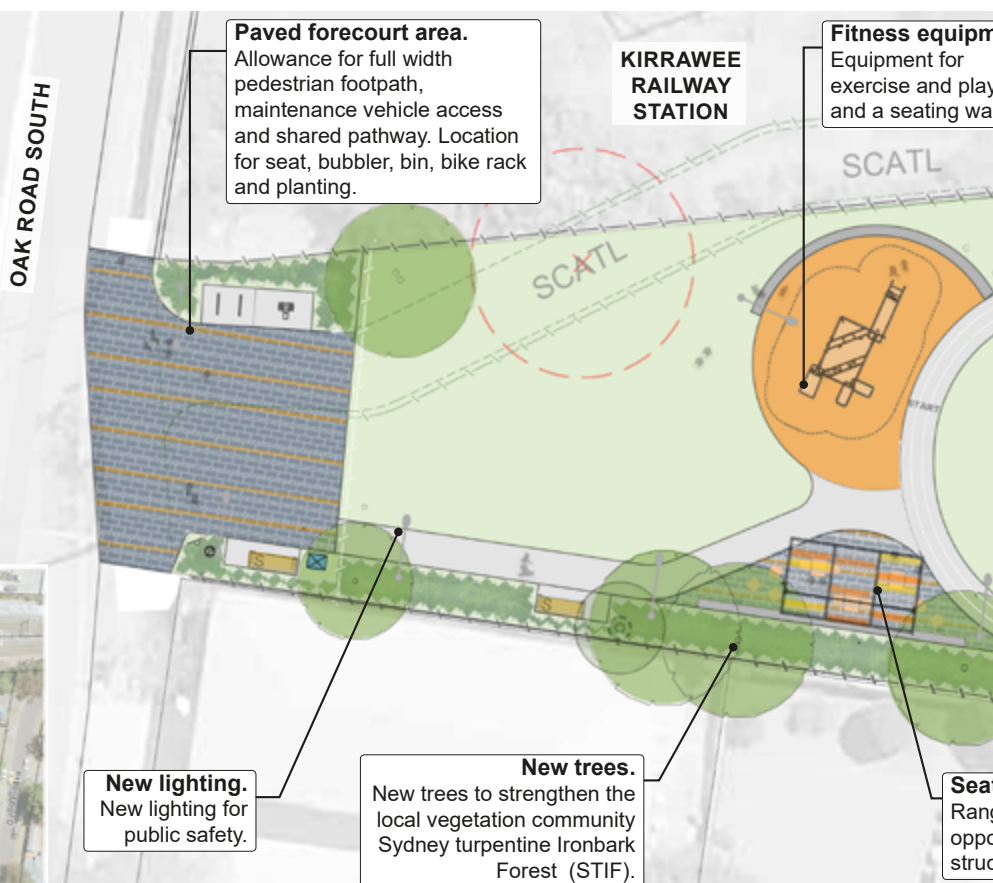 Paved forecourt area.
Allowance for full width
pedestrian footpath,
maintenance vehicle access
and shared pathway. Location
for seat, bubbler, bin, bike rack
and planting.
KIRRAWEE
RAILWAY
STATION
Fitness equipm
Equipment for
exercise and play
and a seating wa
OAK ROAD SOUTH
SCATL
SCATL
START
S
S
New lighting.
New lighting for
public safety.
New trees.
New trees to strengthen the
local vegetation community
Sydney turpentine Ironbark
Forest (STIF).
Seat
Rang
oppo
struc